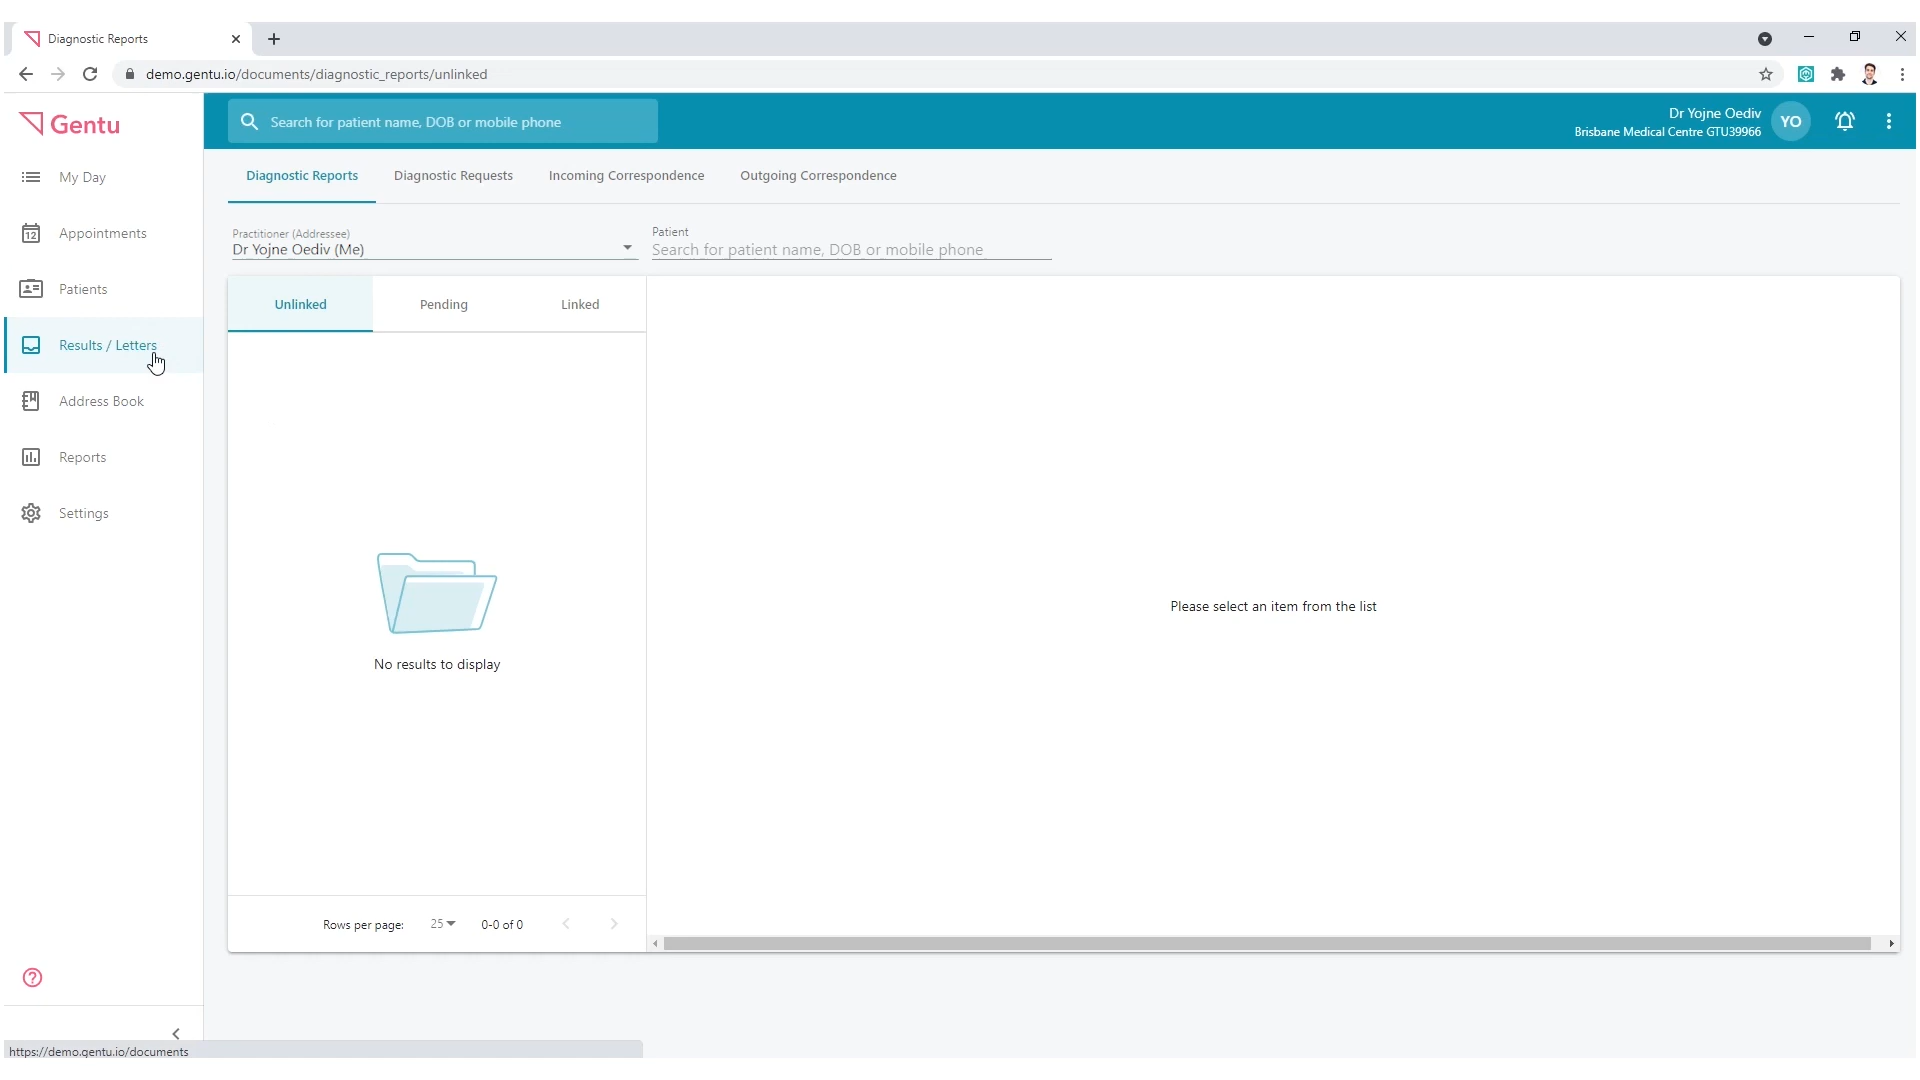 Diagnostic Reports
demo.gentu.io/documents/diagnostic_reports/unlinked
Gentu
Search for patient name, DOB or mobile phone
Dr Yojne Oediv
Brisbane Medical Centre GTU39966
YO
My Day
12
Appointments
Patients
Results / Letters
Address Book
Reports
Settings
Diagnostic Reports
Diagnostic Requests
Incoming Correspondence
Outgoing Correspondence
Practitioner (Addressee)
Dr Yojne Oediv (Me)
Patient
Search for patient name, DOB or mobile phone
Unlinked
Pending
Linked
No results to display
Please select an item from the list
Rows per page:
25
0-0 of 0
https://demo.gentu.io/documents